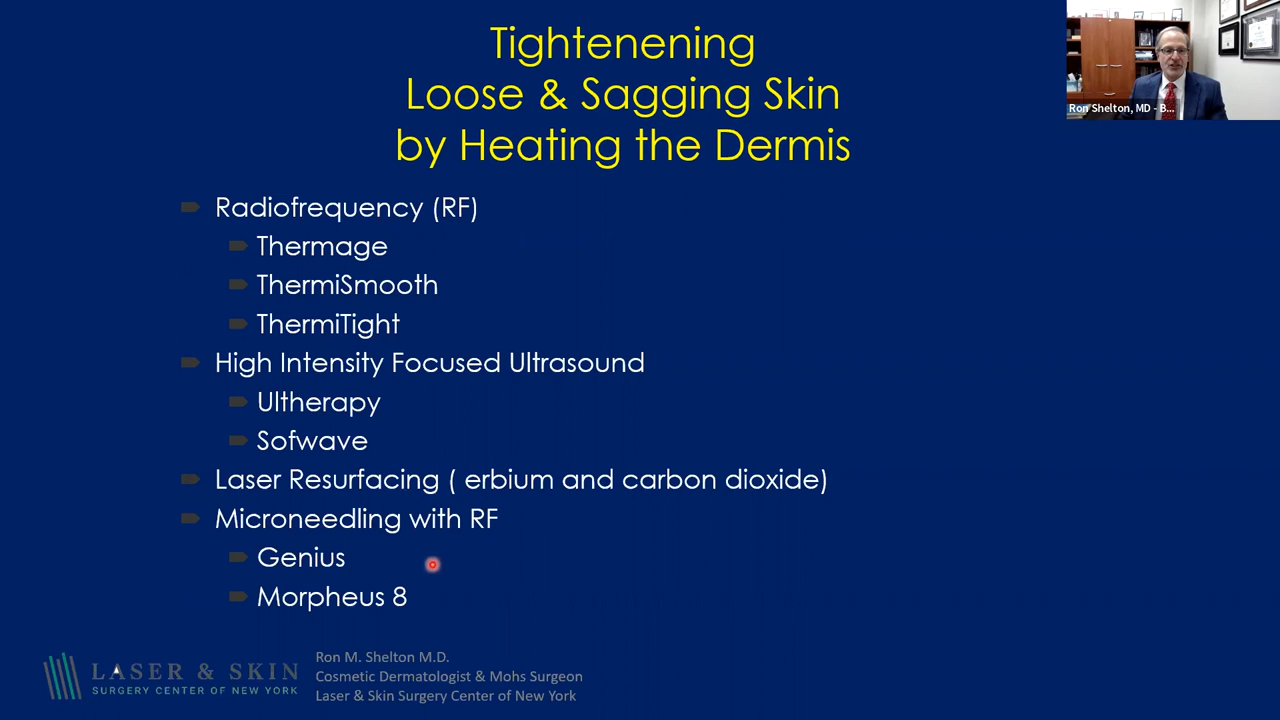 Tightenening
Loose & Sagging Skin
by Heating the Dermis
Ron Shelton, MD - B...
Radiofrequency (RF)
Thermage
ThermiSmooth
ThermiTight
High Intensity Focused Ultrasound
Ultherapy
Sofwave
Laser Resurfacing ( erbium and carbon dioxide)
Microneedling with RF
Genius
Morpheus 8
LASER & SKIN
SURGERY CENTER OF NEW YORK
Ron M. Shelton M.D.
Cosmetic Dermatologist & Mohs Surgeon
Laser & Skin Surgery Center of New York